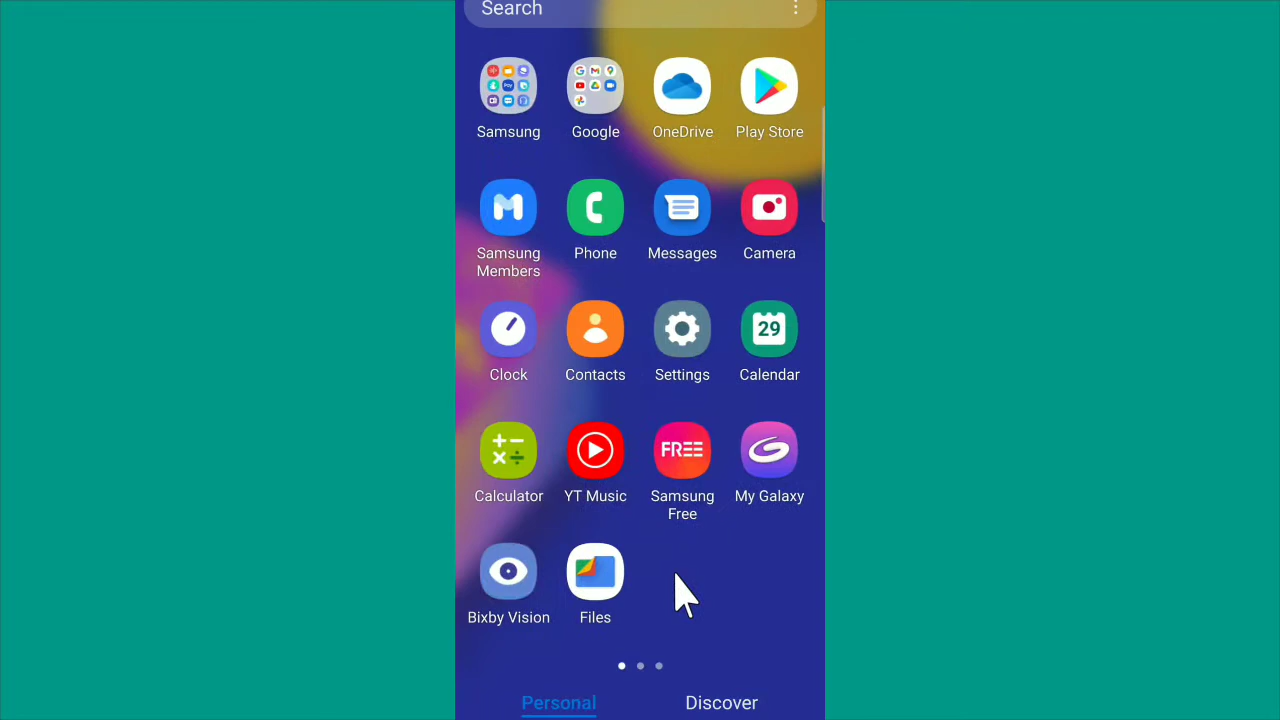 Search
Samsung
Google
OneDrive
Play Store
Samsung
Members
Phone
Messages
Camera
Clock
Contacts
Settings
29
Calendar
Calculator
YT Music
FREE
Samsung
Free
My Galaxy
Bixby Vision
Files
Personal
Discover